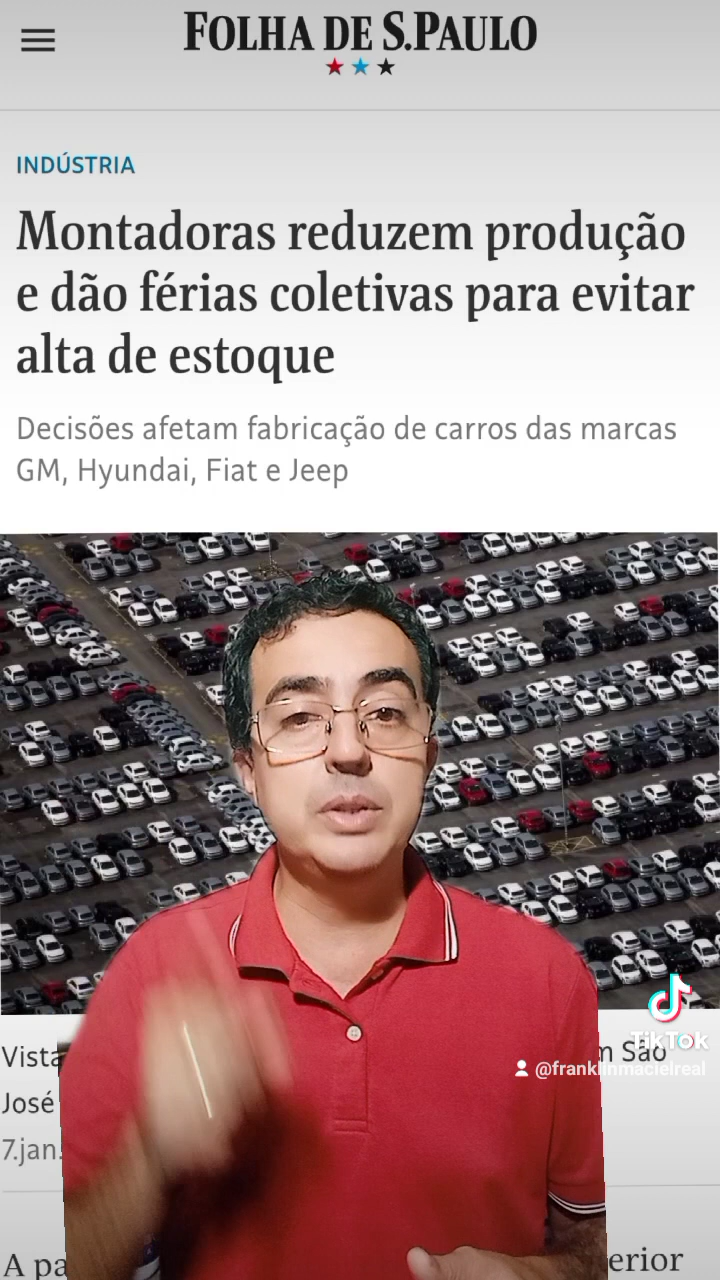 FOLHA DE S.PAULO
INDÚSTRIA
Montadoras reduzem produção
e dão férias coletivas para evitar
alta de estoque
Decisões afetam fabricação de carros das marcas
GM, Hyundai, Fiat e Jeep
TikTok
Vista
São
@franklinmacielreal
José
7.jan.
A